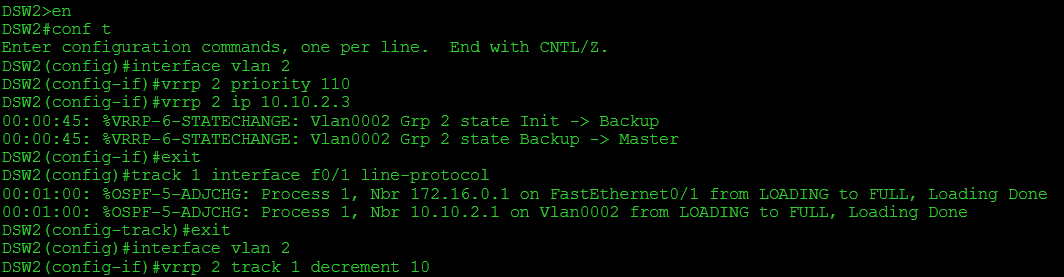 DSW2>en
DSW2#conf t
Enter configuration commands, one per line.  End with CNTL/Z.
DSW2(config)#interface vlan 2
DSW2(config-if)#vrrp 2 priority 110
DSW2(config-if)#vrrp 2 ip 10.10.2.3
00:00:45: %VRRP-6-STATECHANGE: Vlan0002 Grp 2 state Init -> Backup
00:00:45: %VRRP-6-STATECHANGE: Vlan0002 Grp 2 state Backup -> Master
DSW2(config-if)#exit
DSW2(config)#track 1 interface f0/1 line-protocol
00:01:00: %OSPF-5-ADJCHG: Process 1, Nbr 172.16.0.1 on FastEthernet0/1 from LOADING to FULL, Loading Done
00:01:00: %OSPF-5-ADJCHG: Process 1, Nbr 10.10.2.1 on Vlan0002 from LOADING to FULL, Loading Done
DSW2(config-track)#exit
DSW2(config)#interface vlan 2
DSW2(config-if)#vrrp 2 track 1 decrement 10